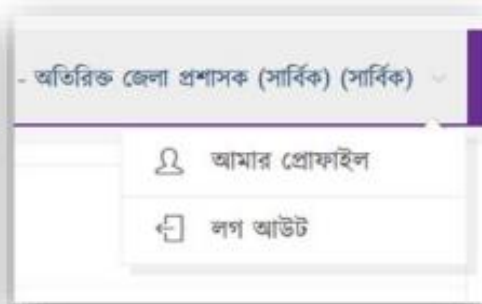 - অতিরিক্ত জেলা প্রশাসক (সার্বিক) (সার্বিক)
আমার প্রোফাইল
লগ আউট